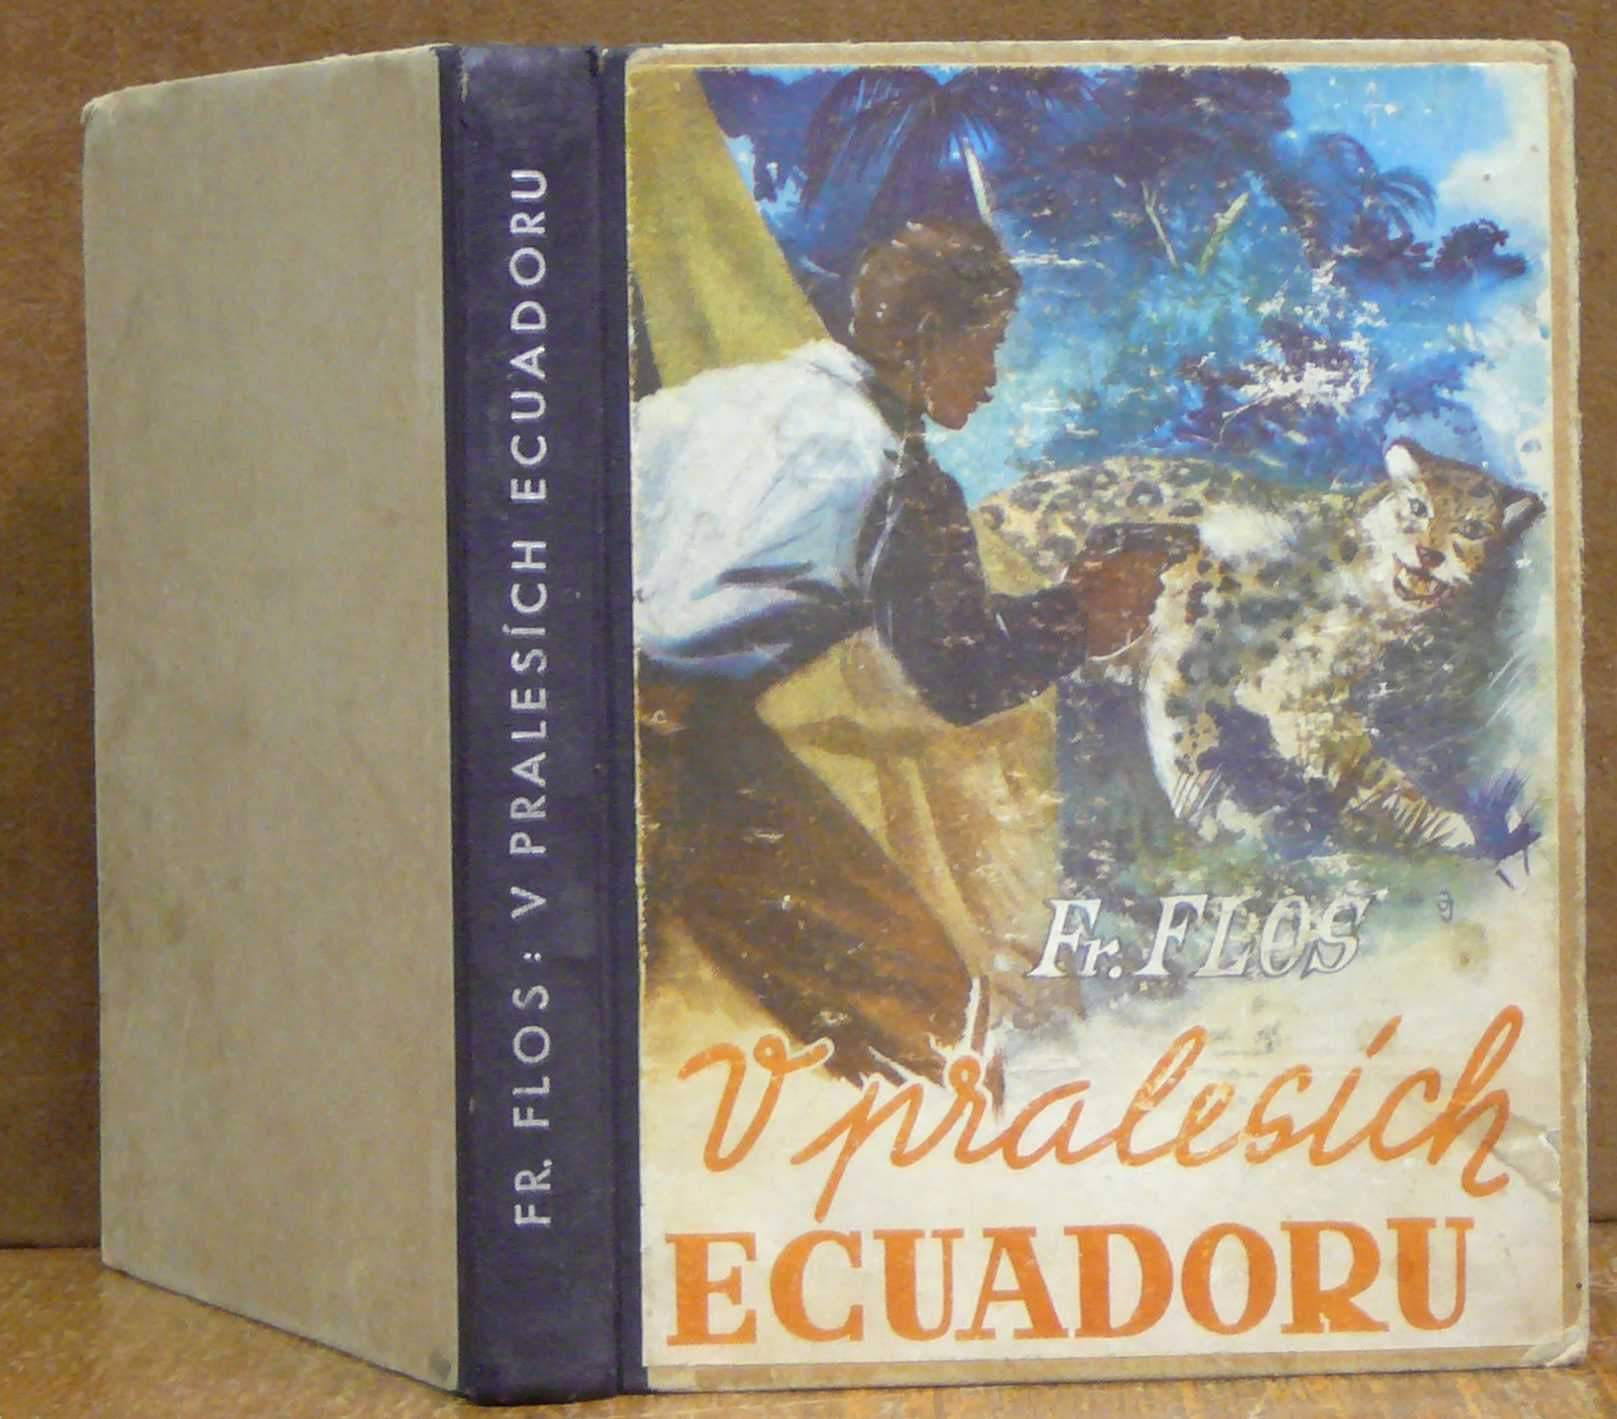 FR. FLOS: V PRALESÍCH ECUADORU
Fr. FLOS
V pralesích
ECUADORU